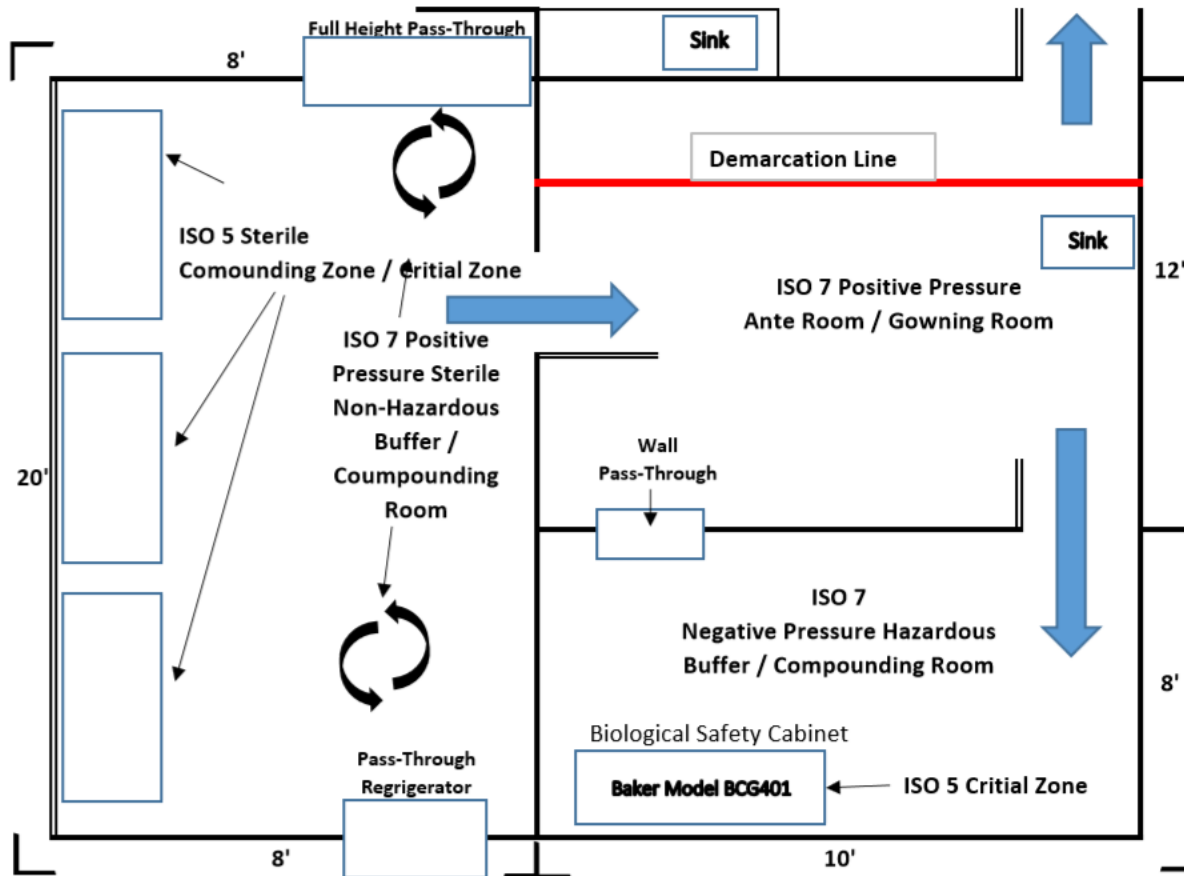 Full Height Pass-Through
Sink
8'
Demarcation Line
Sink
ISO 5 Sterile
Comounding Zone / Critial Zone
12'
ISO 7 Positive Pressure
Ante Room / Gowning Room
ISO 7 Positive
Pressure Sterile
Non-Hazardous
Buffer /
Coumpounding
Room
Wall
Pass-Through
20'
ISO 7
Negative Pressure Hazardous
Buffer / Compounding Room
8'
Biological Safety Cabinet
Pass-Through
Regrigerator
Baker Model BCG401
ISO 5 Critial Zone
8'
10'